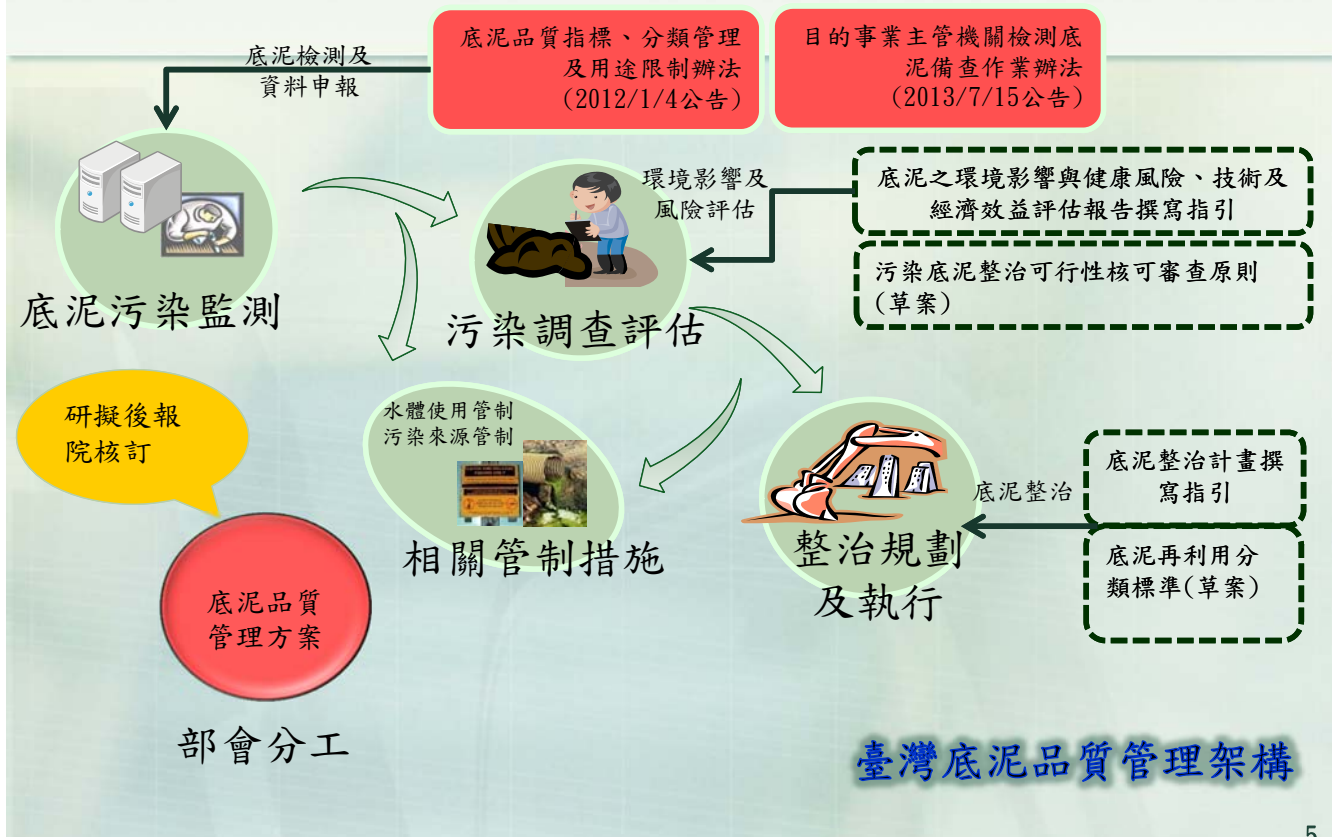 底泥檢測及
資料申報
底泥品質指標、分類管理
及用途限制辦法
(2012/1/4公告)
目的事業主管機關檢測底
泥備查作業辦法
(2013/7/15公告)
底泥污染監測
污染調查評估
環境影響及
風險評估
底泥之環境影響與健康風險、技術及
經濟效益評估報告撰寫指引
污染底泥整治可行性核可審查原則
(草案)
研擬後報
院核訂
水體使用管制
污染來源管制
相關管制措施
整治規劃
及執行
底泥整治
底泥整治計畫撰
寫指引
底泥再利用分
類標準(草案)
底泥品質
管理方案
部會分工
臺灣底泥品質管理架構
5